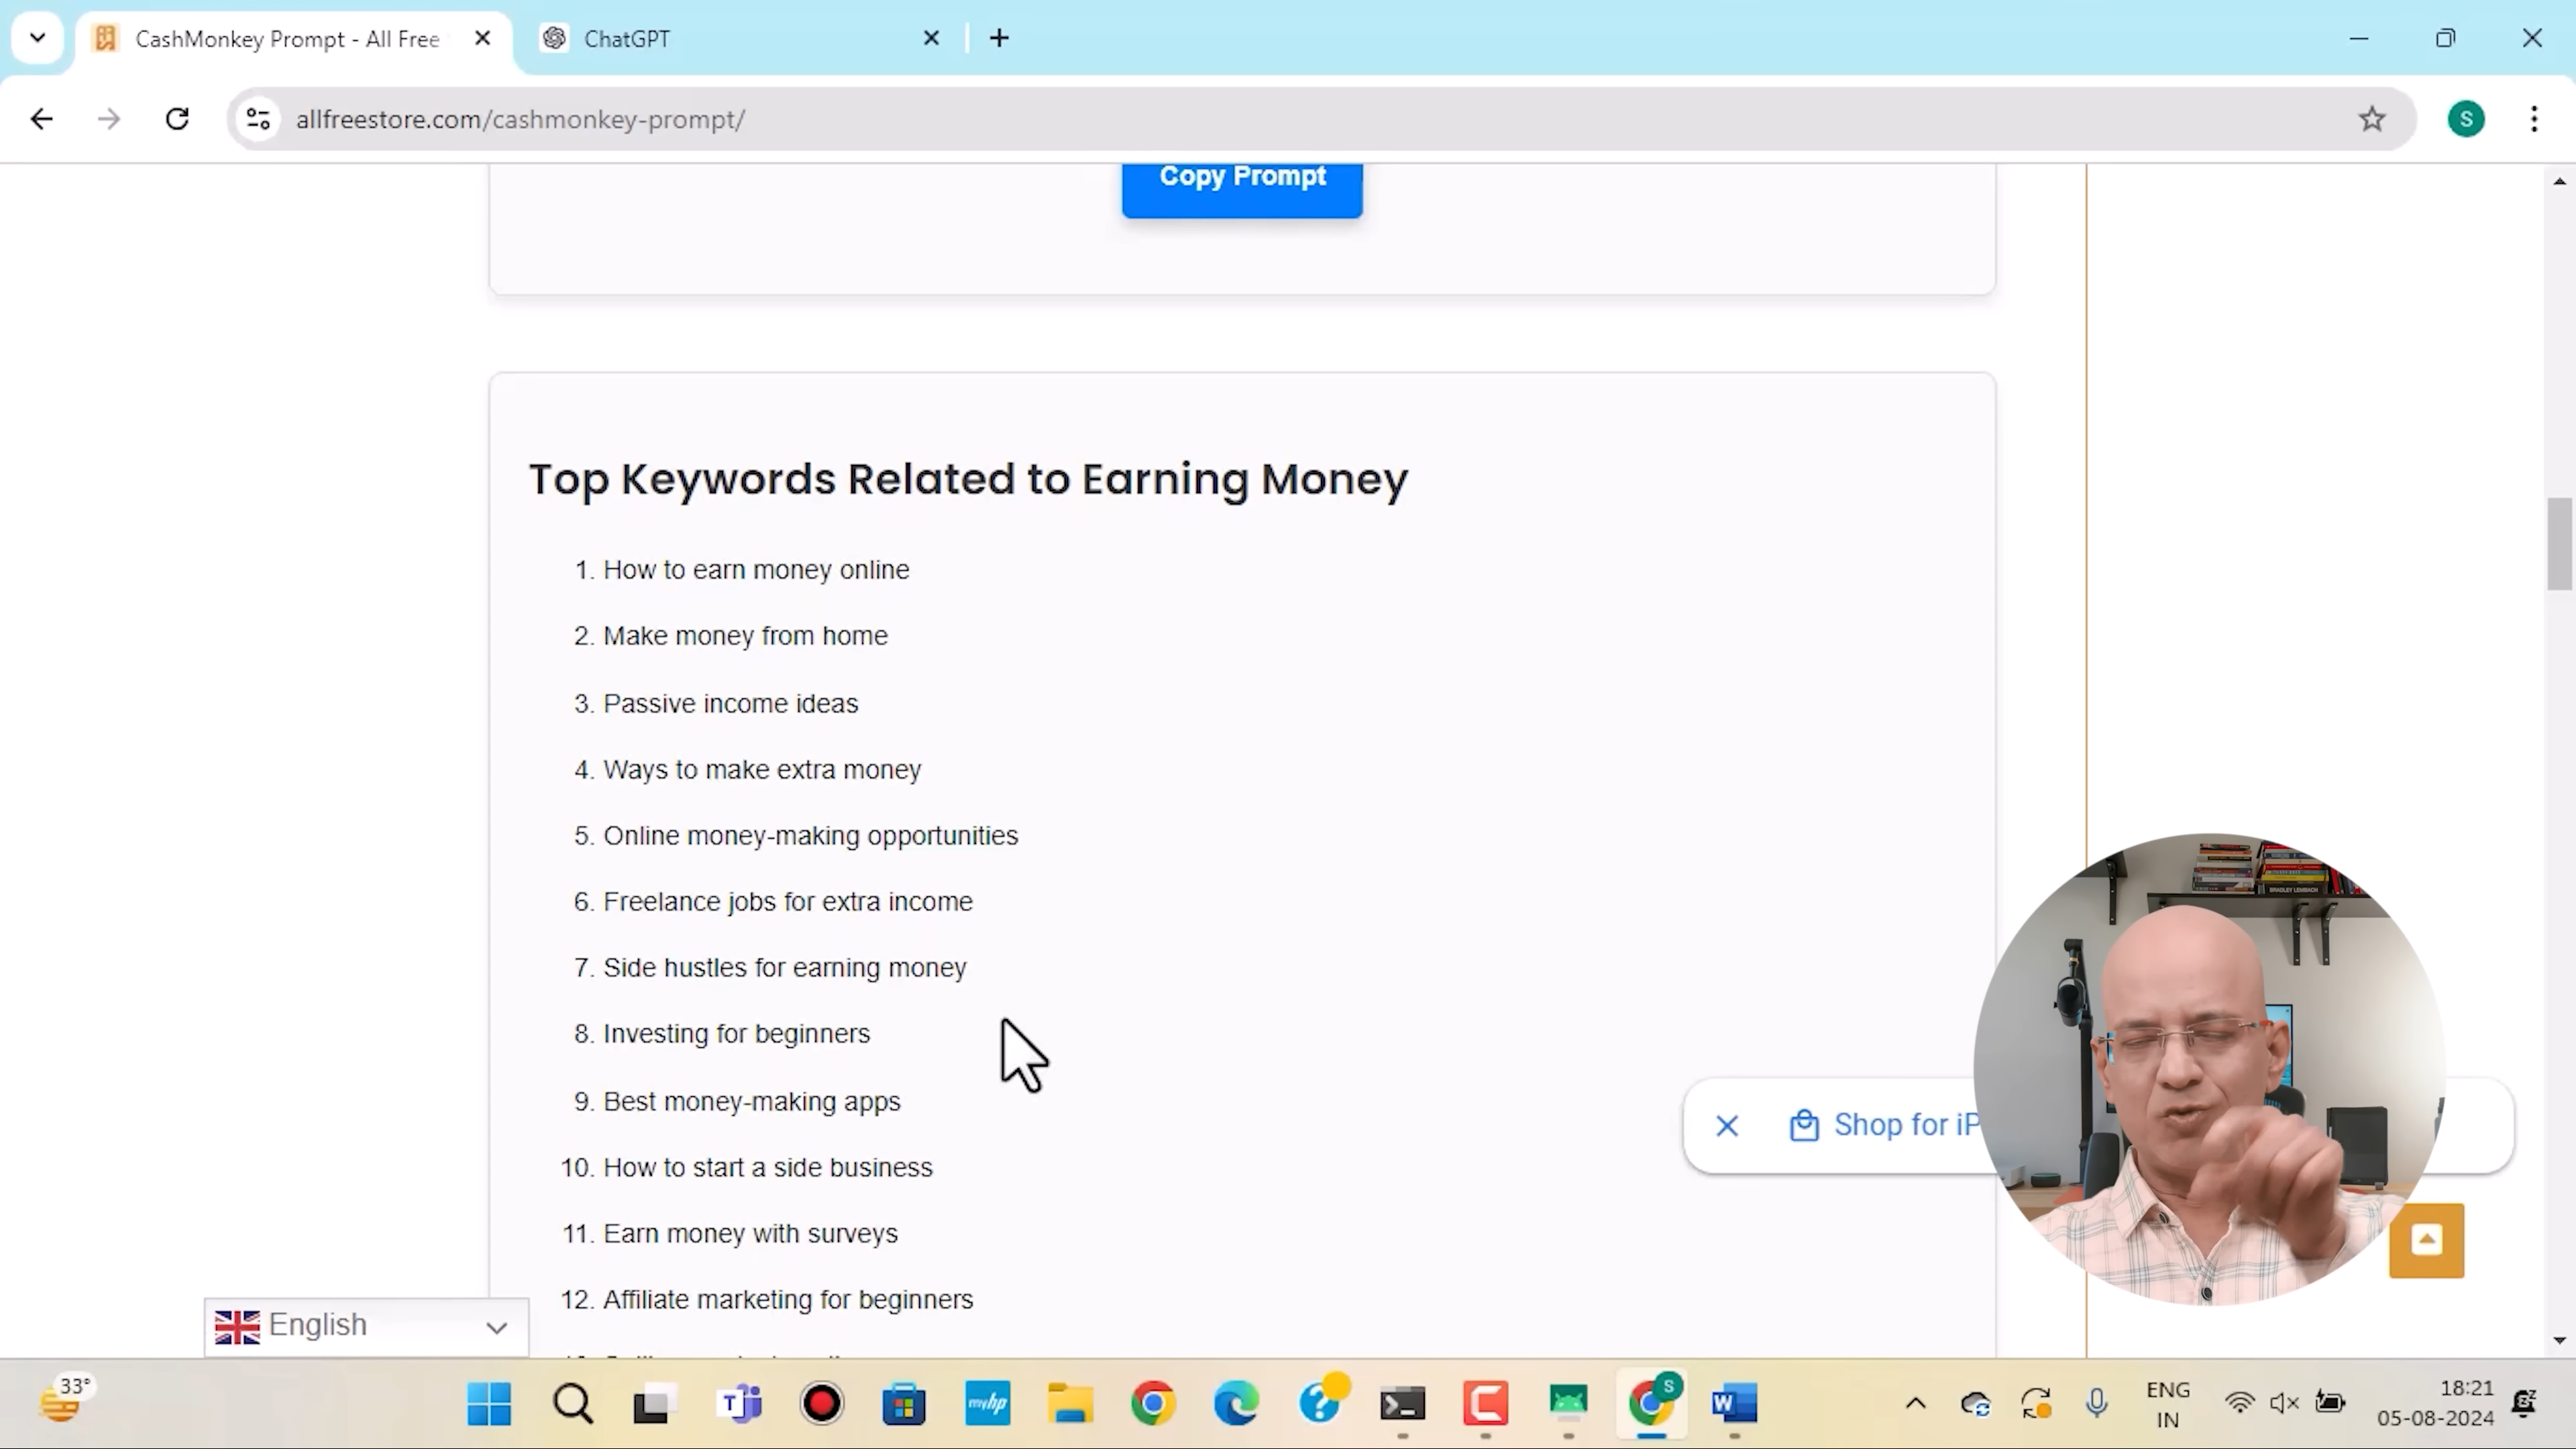 CashMonkey Prompt - All Free
ChatGPT
allfreestore.com/cashmonkey-prompt/
S
Copy Prompt
Top Keywords Related to Earning Money
1. How to earn money online
2. Make money from home
3. Passive income ideas
4. Ways to make extra money
5. Online money-making opportunities
6. Freelance jobs for extra income
7. Side hustles for earning money
8. Investing for beginners
9. Best money-making apps
10. How to start a side business
11. Earn money with surveys
12. Affiliate marketing for beginners
Shop for iP
BRADLEY LEMBACH
English
33°
myhp
S
ENG
IN
18:21
05-08-2024